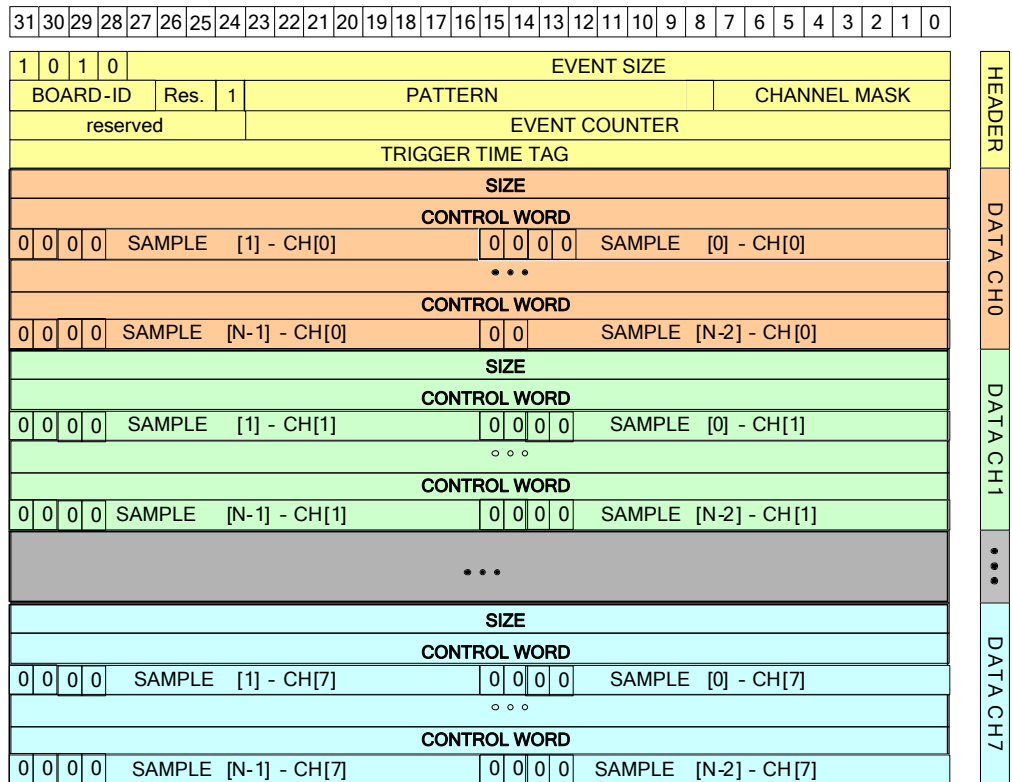 31 30 29 28 27 26 25 24 23 22 21 20 19 18 17 16 15 14 13 12 11 10 9 8 7 6 5 4 3 2 1 0
1 0 1 0 EVENT SIZE
BOARD-ID Res. 1 PATTERN CHANNEL MASK
reserved EVENT COUNTER
TRIGGER TIME TAG
HEADER
SIZE
CONTROL WORD
0 0 0 0 SAMPLE [1] - CH[0] 0 0 0 0 SAMPLE [0] - CH[0]
•••
CONTROL WORD
0 0 0 0 SAMPLE [N-1] - CH[0] 0 0 SAMPLE [N-2] - CH[0]
DATA CH0
SIZE
CONTROL WORD
0 0 0 0 SAMPLE [1] - CH[1] 0 0 0 0 SAMPLE [0] - CH[1]
°°°
CONTROL WORD
0 0 0 0 SAMPLE [N-1] - CH[1] 0 0 0 0 SAMPLE [N-2] - CH[1]
DATA CH1
•••
•••
SIZE
CONTROL WORD
0 0 0 0 SAMPLE [1] - CH[7] 0 0 0 0 SAMPLE [0] - CH[7]
°°°
CONTROL WORD
0 0 0 0 SAMPLE [N-1] - CH[7] 0 0 0 0 SAMPLE [N-2] - CH[7]
DATA CH7